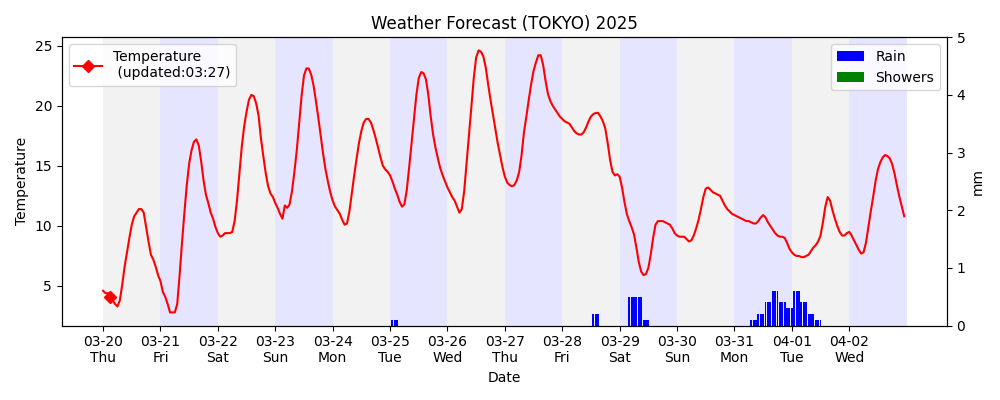 Weather Forecast (TOKYO) 2025
Temperature
(updated:03:27)
Rain
Showers
25
20
15
10
5
Temperature
5
4
3
2
1
0
mm
03-20 03-21 03-22 03-23 03-24 03-25 03-26 03-27 03-28 03-29 03-30 03-31 04-01 04-02
Thu Fri Sat Sun Mon Tue Wed Thu Fri Sat Sun Mon Tue Wed
Date